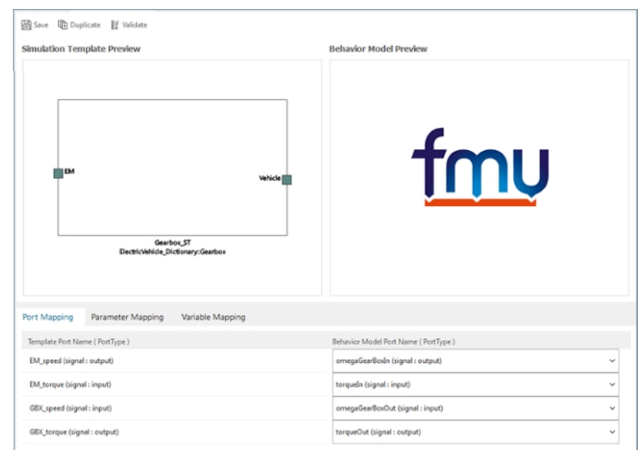 Save Duplicate Validate
Simulation Template Preview Behavior Model Preview
EM
Vehicle
fmu
Gearbox_ST
ElectricVehicle_Dictionary:Gearbox
Port Mapping Parameter Mapping Variable Mapping
Template Port Name ( PortType ) Behavior Model Port Name ( PortType )
EM_speed (signal : output) omegaGearBoxIn (signal : output)
EM_torque (signal : input) torqueIn (signal : input)
GBX_speed (signal : input) omegaGearBoxOut (signal : input)
GBX_torque (signal : output) torqueOut (signal : output)